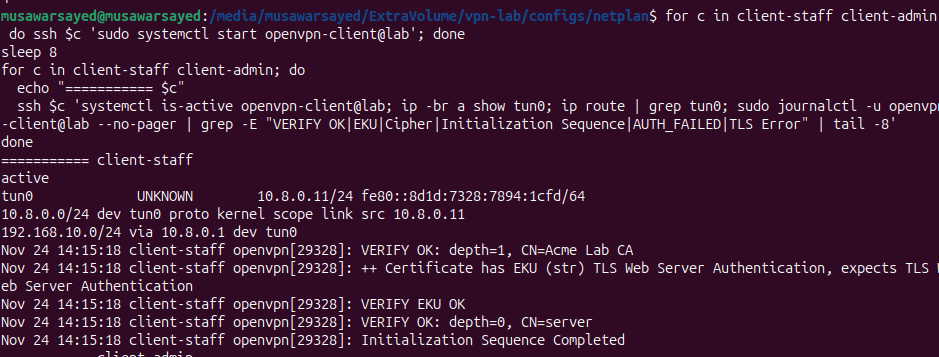 musawarsayed@musawarsayed:/media/musawarsayed/ExtraVolume/vpn-lab/configs/netplan$ for c in client-staff client-admin
 do ssh $c 'sudo systemctl start openvpn-client@lab'; done
sleep 8
for c in client-staff client-admin; do
  echo "=========== $c"
  ssh $c 'systemctl is-active openvpn-client@lab; ip -br a show tun0; ip route | grep tun0; sudo journalctl -u openvpn
-client@lab --no-pager | grep -E "VERIFY OK|EKU|Cipher|Initialization Sequence|AUTH_FAILED|TLS Error" | tail -8'
done
=========== client-staff
active
tun0             UNKNOWN        10.8.0.11/24 fe80::8d1d:7328:7894:1cfd/64
10.8.0.0/24 dev tun0 proto kernel scope link src 10.8.0.11
192.168.10.0/24 via 10.8.0.1 dev tun0
Nov 24 14:15:18 client-staff openvpn[29328]: VERIFY OK: depth=1, CN=Acme Lab CA
Nov 24 14:15:18 client-staff openvpn[29328]: ++ Certificate has EKU (str) TLS Web Server Authentication, expects TLS W
eb Server Authentication
Nov 24 14:15:18 client-staff openvpn[29328]: VERIFY EKU OK
Nov 24 14:15:18 client-staff openvpn[29328]: VERIFY OK: depth=0, CN=server
Nov 24 14:15:18 client-staff openvpn[29328]: Initialization Sequence Completed
client-admin